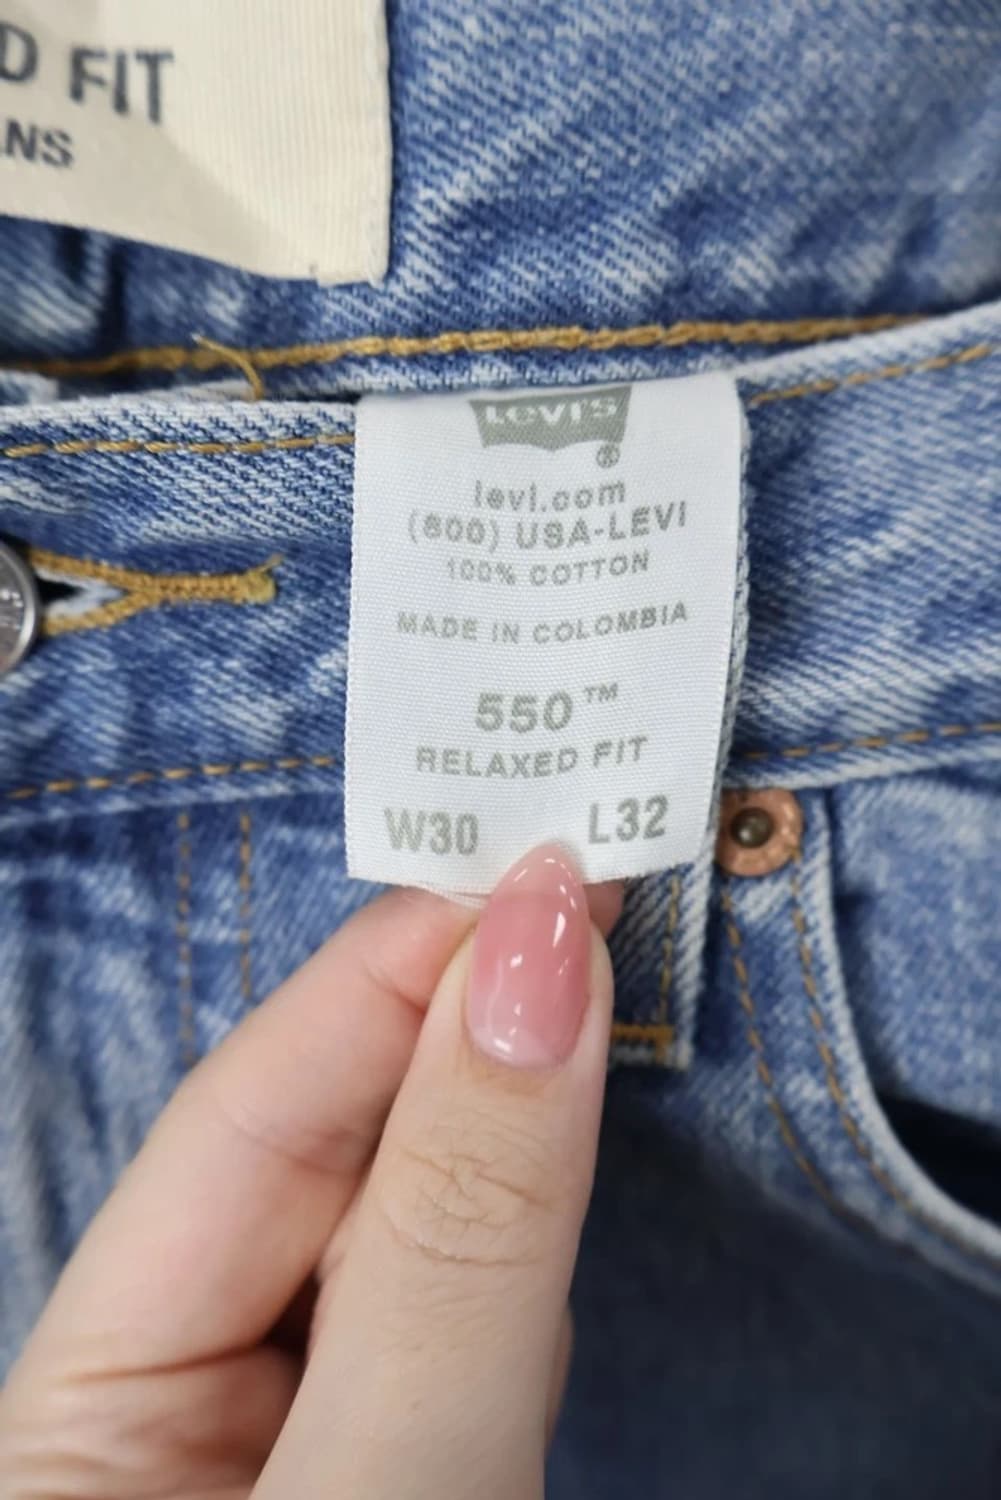 D FIT
ANS
Levi's
®
levi.com
(800) USA-LEVI
100% COTTON
MADE IN COLOMBIA
550™
RELAXED FIT
W30 L32